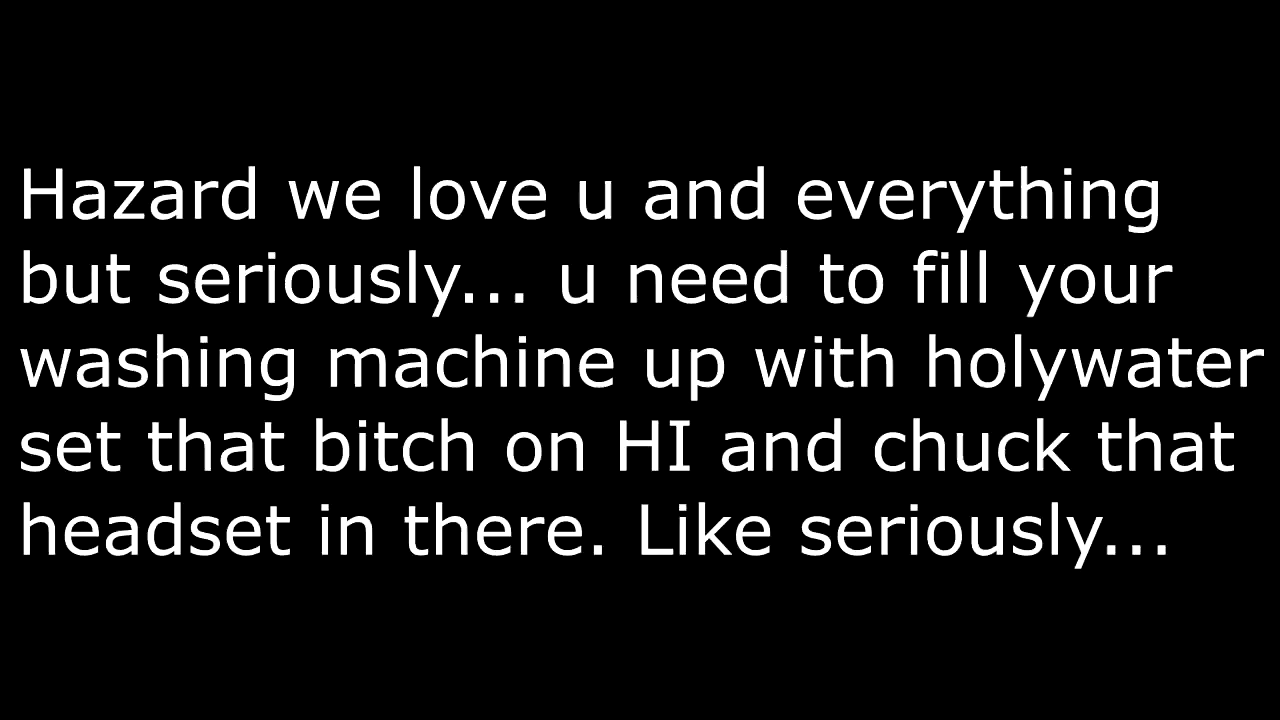 Hazard we love u and everything
but seriously... u need to fill your
washing machine up with holywater
set that bitch on HI and chuck that
headset in there. Like seriously...